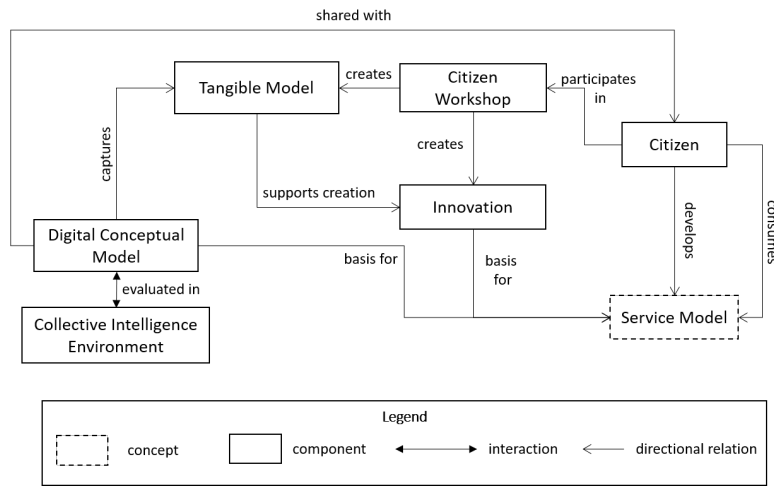 shared with
Tangible Model
creates
Citizen
Workshop
participates
in
Citizen
captures
creates
supports creation
Innovation
develops
consumes
Digital Conceptual
Model
basis for
basis
for
evaluated in
Service Model
Collective Intelligence
Environment
Legend
concept
component
interaction
directional relation